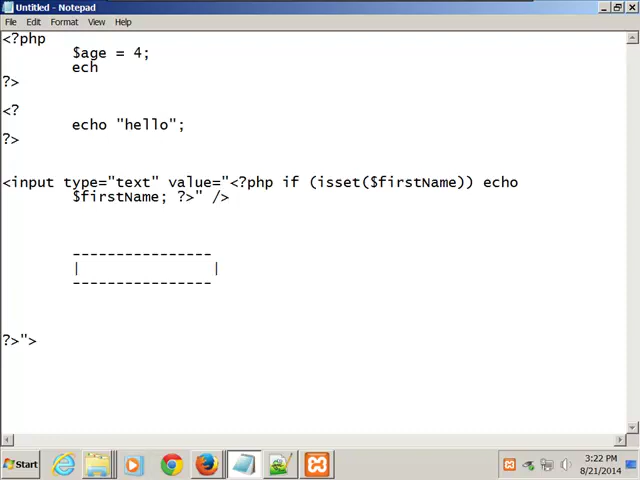 Untitled - Notepad
File Edit Format View Help
<?php
$age = 4;
ech
?>
<?
echo "hello";
?>
<input type="text" value="<?php if (isset($firstName)) echo
$firstName; ?>" />
----------------
|                |
----------------
?>">
Start
3:22 PM
8/21/2014